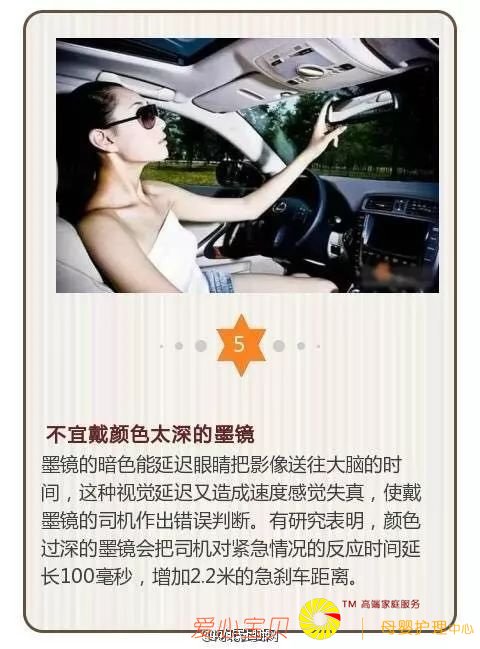 5
不宜戴颜色太深的墨镜
墨镜的暗色能延迟眼睛把影像送往大脑的时
间，这种视觉延迟又造成速度感觉失真，使戴
墨镜的司机作出错误判断。有研究表明，颜色
过深的墨镜会把司机对紧急情况的反应时间延
长100毫秒，增加2.2米的急刹车距离。
TM 高端家庭服务
爱小宝贝 | 母婴护理中心